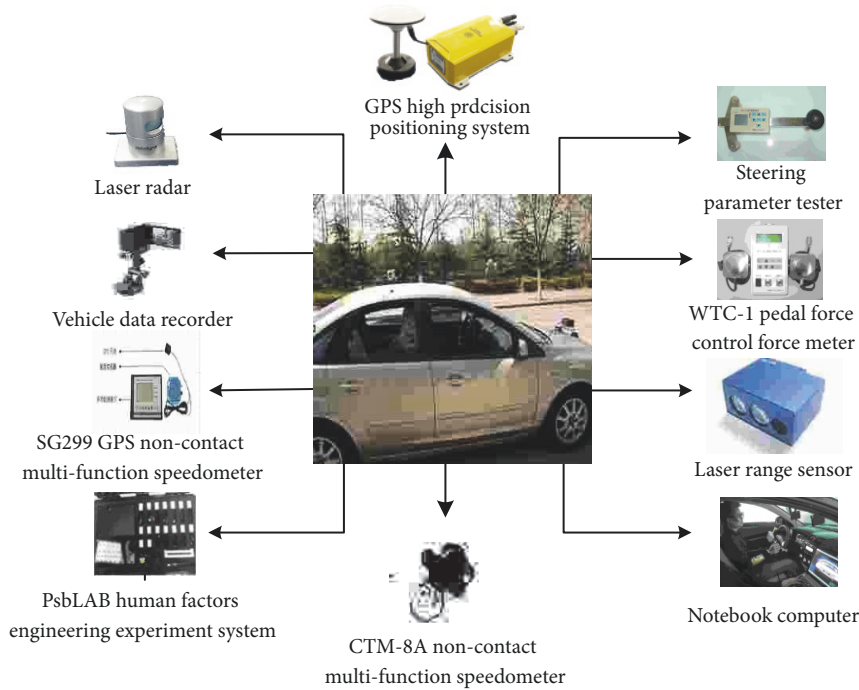 GPS high prdcision
positioning system
Laser radar
Steering
parameter tester
Vehicle data recorder
WTC-1 pedal force
control force meter
SG299 GPS non-contact
multi-function speedometer
Laser range sensor
PsbLAB human factors
engineering experiment system
Notebook computer
CTM-8A non-contact
multi-function speedometer